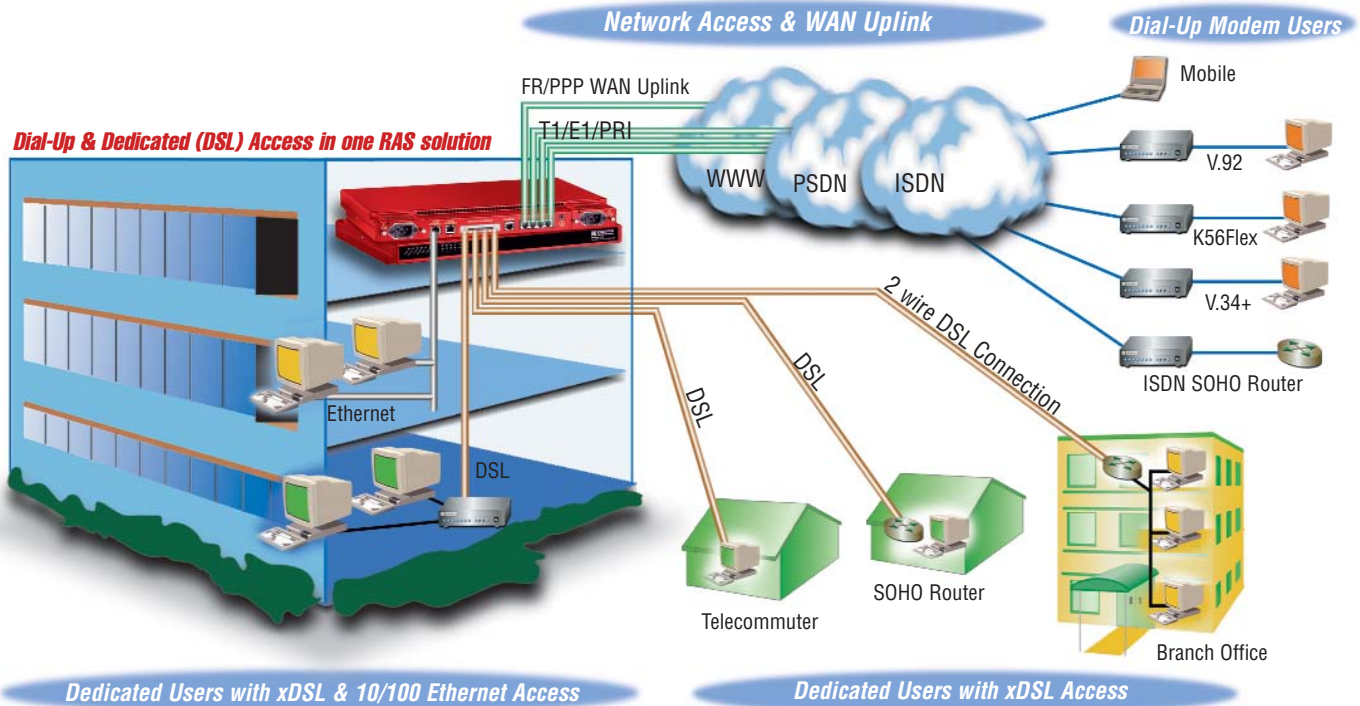 Network Access & WAN Uplink
Dial-Up Modem Users
Mobile
FR/PPP WAN Uplink
T1/E1/PRI
Dial-Up & Dedicated (DSL) Access in one RAS solution
WWW
PSDN
ISDN
V.92
K56Flex
V.34+
ISDN SOHO Router
2 wire DSL Connection
DSL
DSL
Ethernet
DSL
Telecommuter
SOHO Router
Branch Office
Dedicated Users with xDSL & 10/100 Ethernet Access
Dedicated Users with xDSL Access